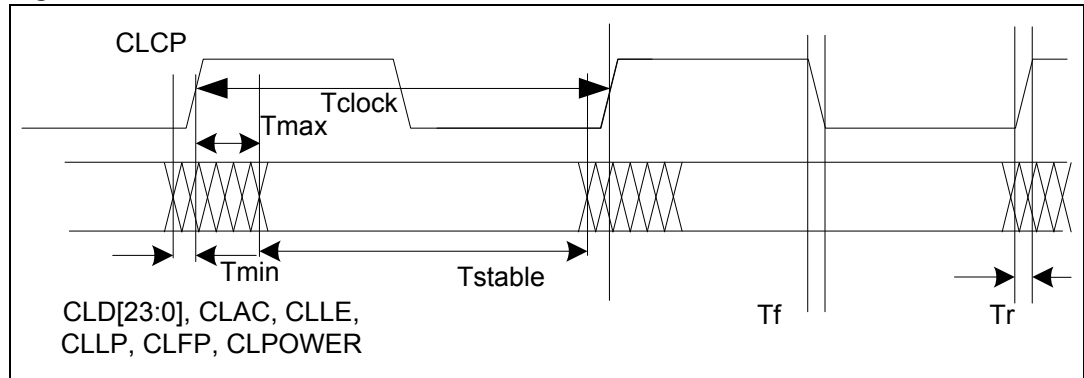 CLCP
Tclock
Tmax
Tmin
Tstable
Tf
Tr
CLD[23:0], CLAC, CLLE,
CLLP, CLFP, CLPOWER